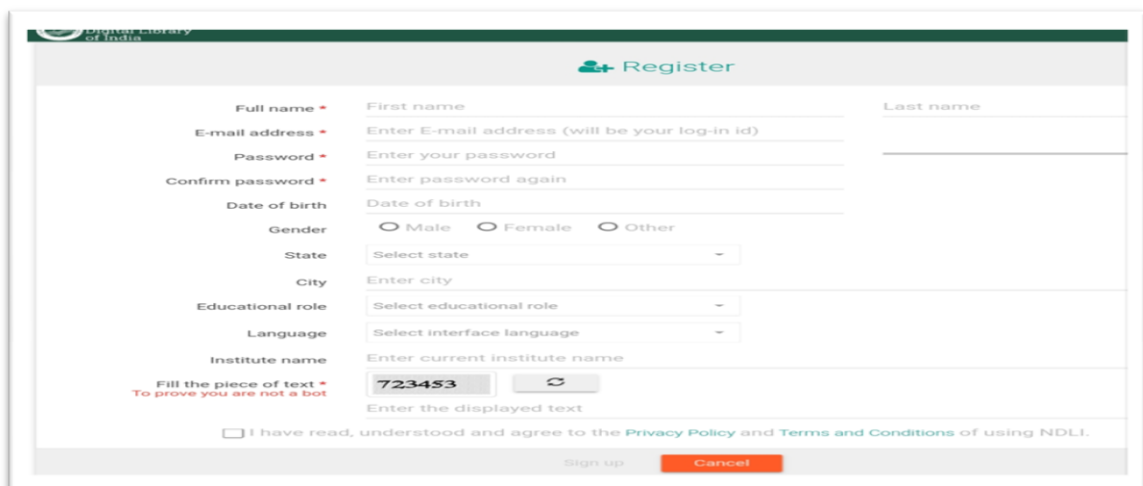 Digital Library
of India
Register
Full name * First name Last name
E-mail address * Enter E-mail address (will be your log-in id)
Password * Enter your password
Confirm password * Enter password again
Date of birth Date of birth
Gender Male Female Other
State Select state
City Enter city
Educational role Select educational role
Language Select interface language
Institute name Enter current institute name
Fill the piece of text * 723453
To prove you are not a bot
Enter the displayed text
I have read, understood and agree to the Privacy Policy and Terms and Conditions of using NDLI.
Sign up Cancel